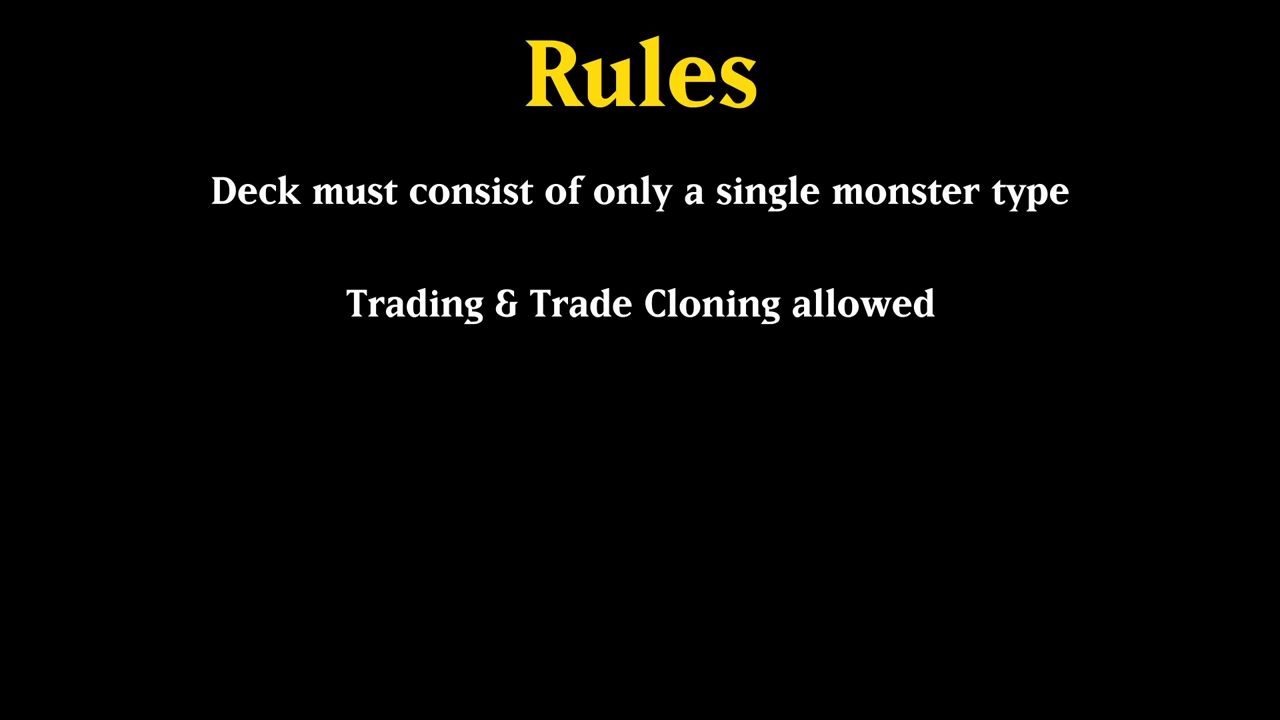 Rules
Deck must consist of only a single monster type
Trading & Trade Cloning allowed